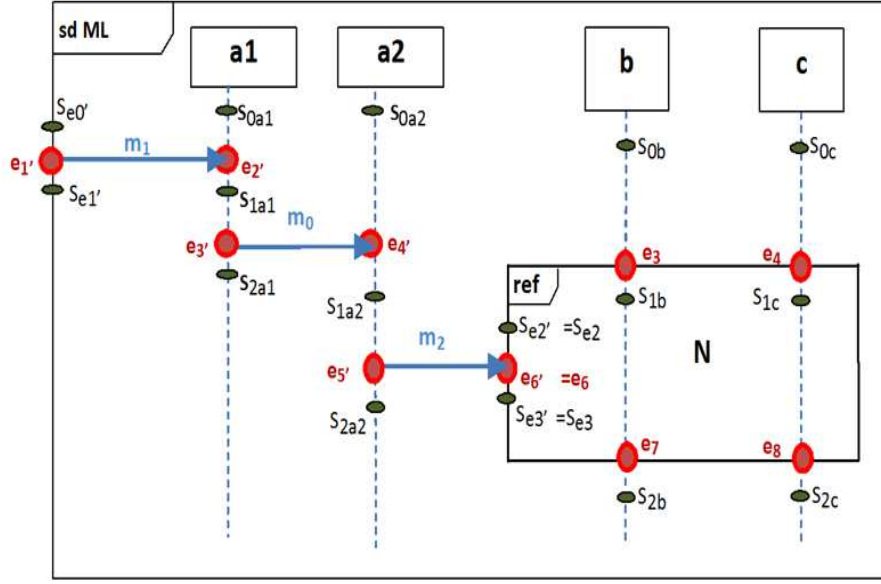 sd ML
a1
a2
b
c
Se0'
S0a1
S0a2
m1
e1'
e2'
S0b
S0c
Se1'
S1a1
m0
e3'
e4'
e3
e4
S2a1
ref
S1a2
S1b
S1c
Se2' =Se2
m2
N
e5'
e6' =e6
S2a2
Se3' =Se3
e7
e8
S2b
S2c